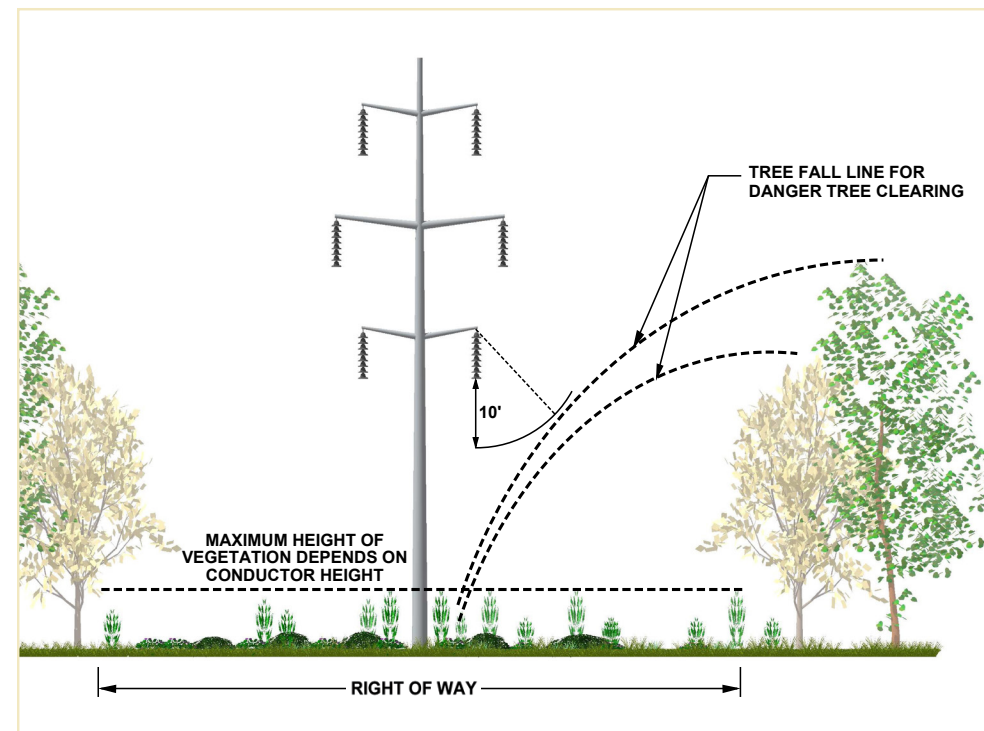 TREE FALL LINE FOR
DANGER TREE CLEARING
10'
MAXIMUM HEIGHT OF
VEGETATION DEPENDS ON
CONDUCTOR HEIGHT
RIGHT OF WAY